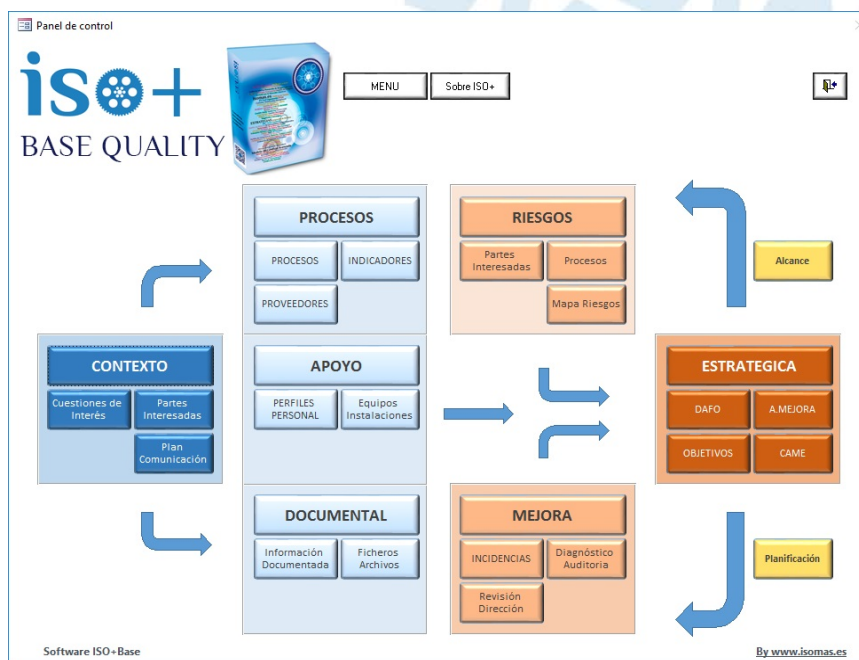 Panel de control
iso+
BASE QUALITY
MENU
Sobre ISO+
PROCESOS
PROCESOS
INDICADORES
PROVEEDORES
RIESGOS
Partes
Interesadas
Procesos
Mapa Riesgos
Alcance
CONTEXTO
Cuestiones de
Interés
Partes
Interesadas
Plan
Comunicación
APOYO
PERFILES
PERSONAL
Equipos
Instalaciones
ESTRATEGICA
DAFO
A.MEJORA
OBJETIVOS
CAME
DOCUMENTAL
Información
Documentada
Ficheros
Archivos
MEJORA
INCIDENCIAS
Diagnóstico
Auditoria
Revisión
Dirección
Planificación
Software ISO+Base
By www.isomas.es